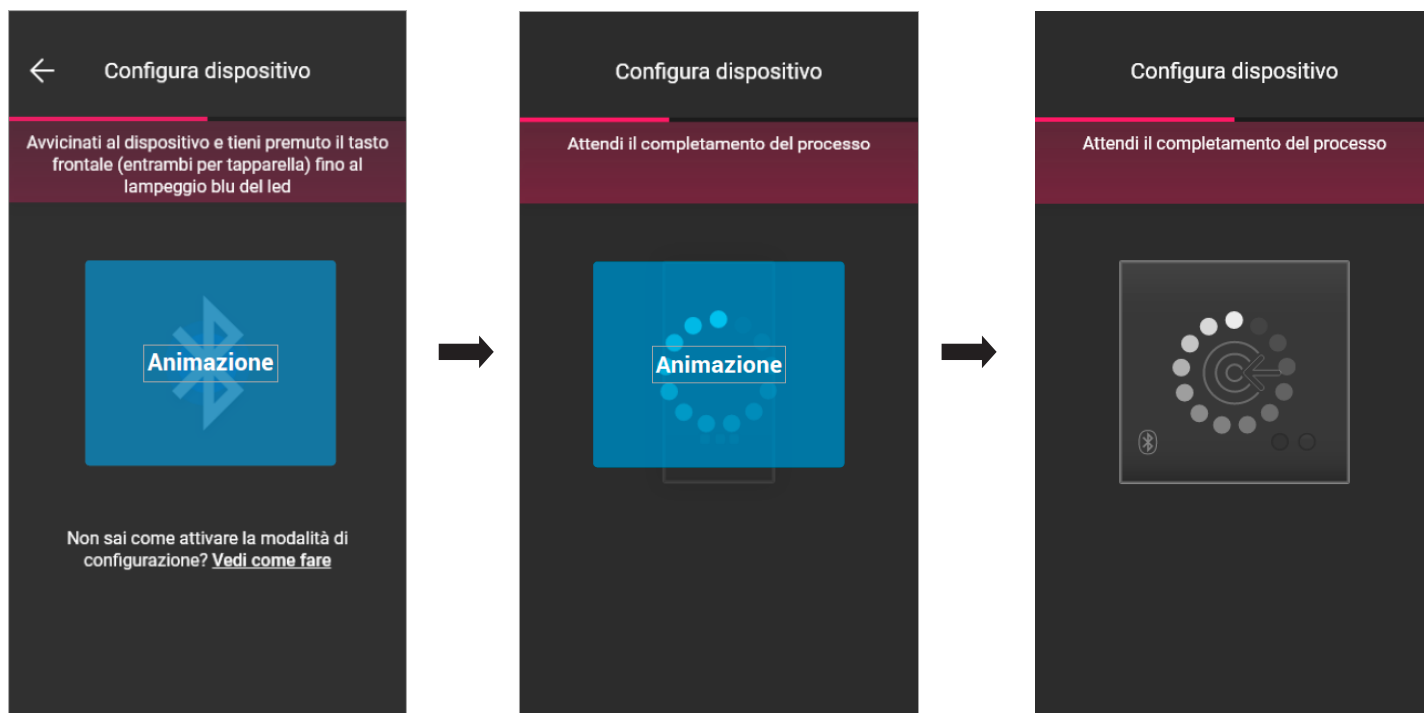 Configura dispositivo
Avvicinati al dispositivo e tieni premuto il tasto
frontale (entrambi per tapparella) fino al
lampeggio blu del led
Animazione
Non sai come attivare la modalità di
configurazione? Vedi come fare
Configura dispositivo
Attendi il completamento del processo
Animazione
Configura dispositivo
Attendi il completamento del processo